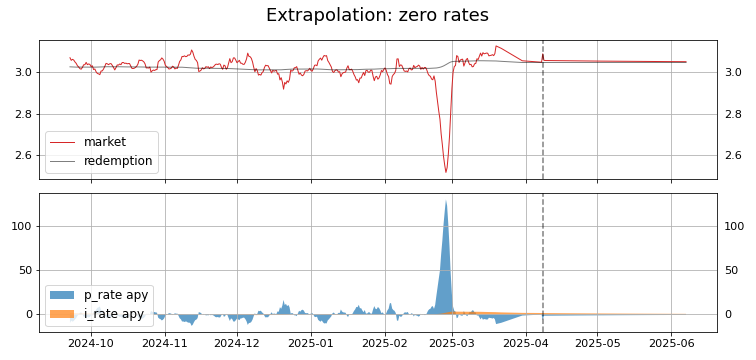 Extrapolation: zero rates
3.0 3.0
2.8 2.8
2.6 2.6
market
redemption
100 100
50 50
0 0
p_rate apy
i_rate apy
2024-10 2024-11 2024-12 2025-01 2025-02 2025-03 2025-04 2025-05 2025-06